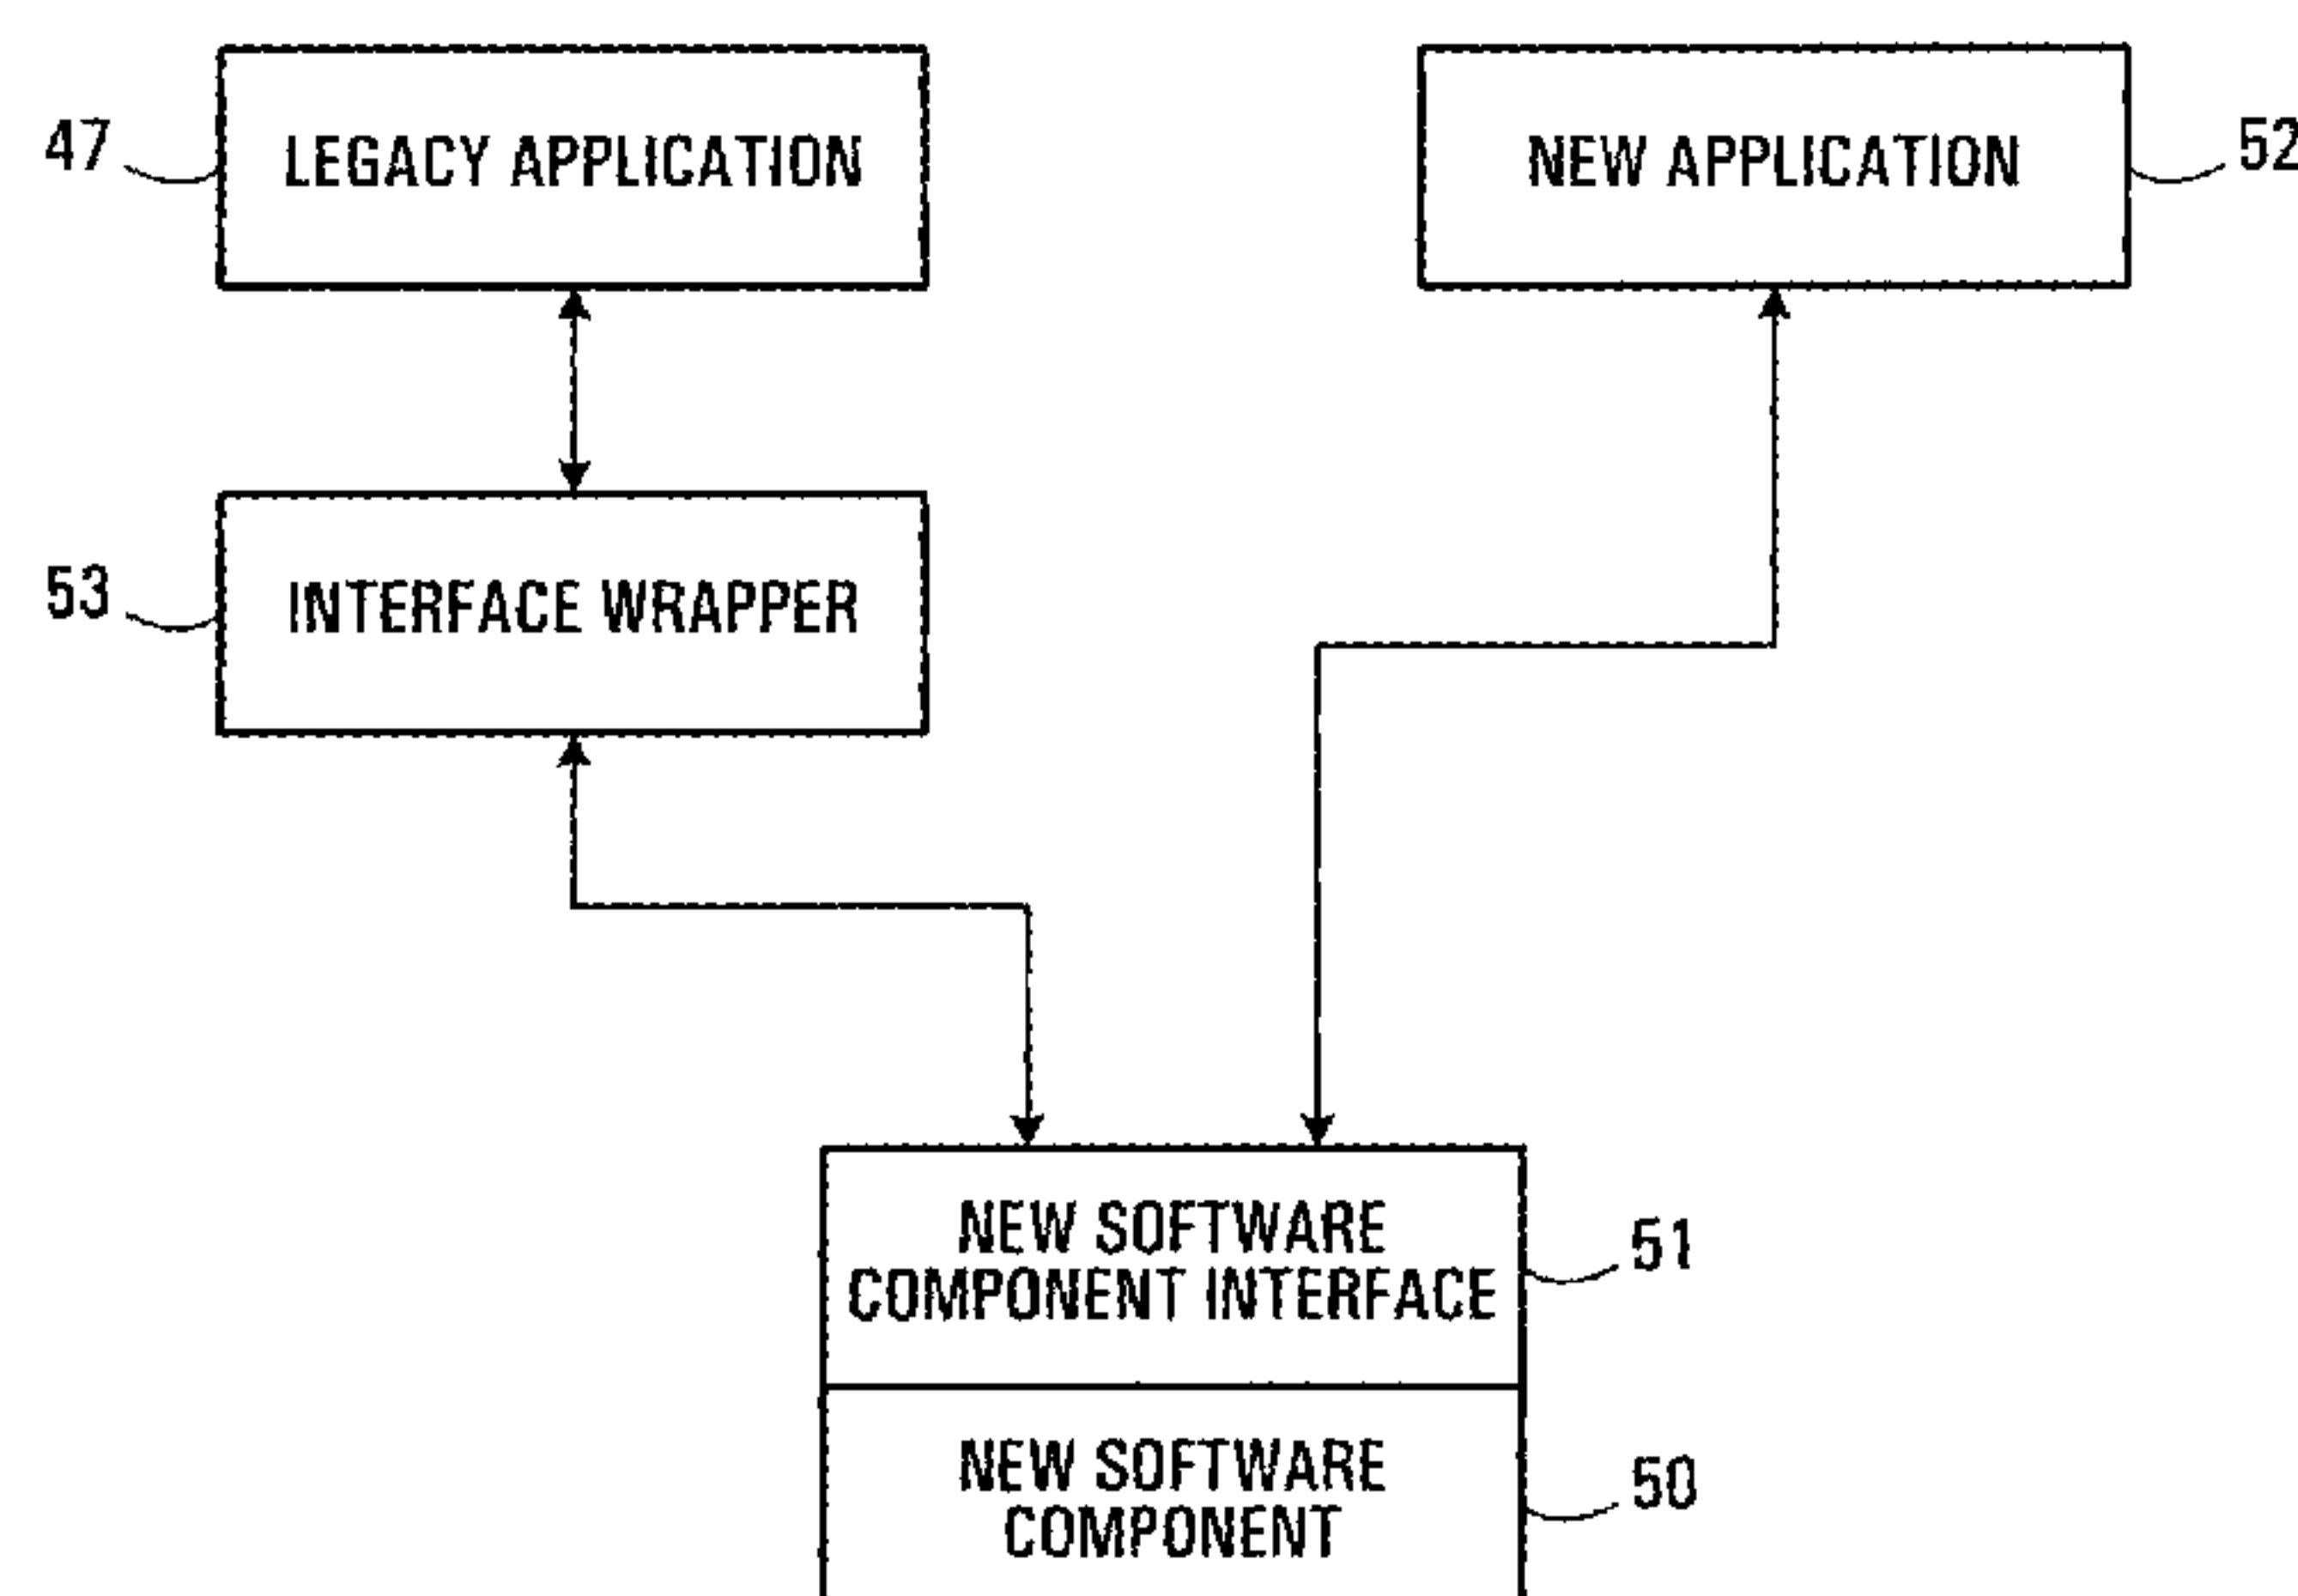 47
LEGACY APPLICATION
NEW APPLICATION
52
53
INTERFACE WRAPPER
NEW SOFTWARE
COMPONENT INTERFACE
51
NEW SOFTWARE
COMPONENT
50